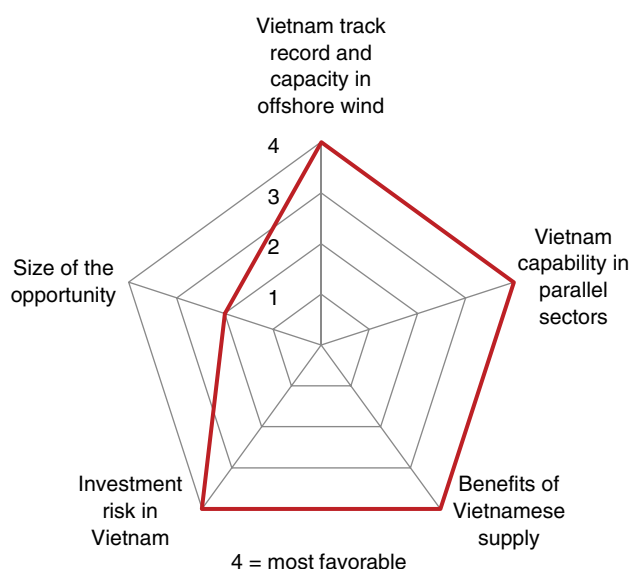 Vietnam track
record and
capacity in
offshore wind
4
3
2
1
Vietnam
capability in
parallel
sectors
Size of the
opportunity
Investment
risk in
Vietnam
Benefits of
Vietnamese
supply
4 = most favorable